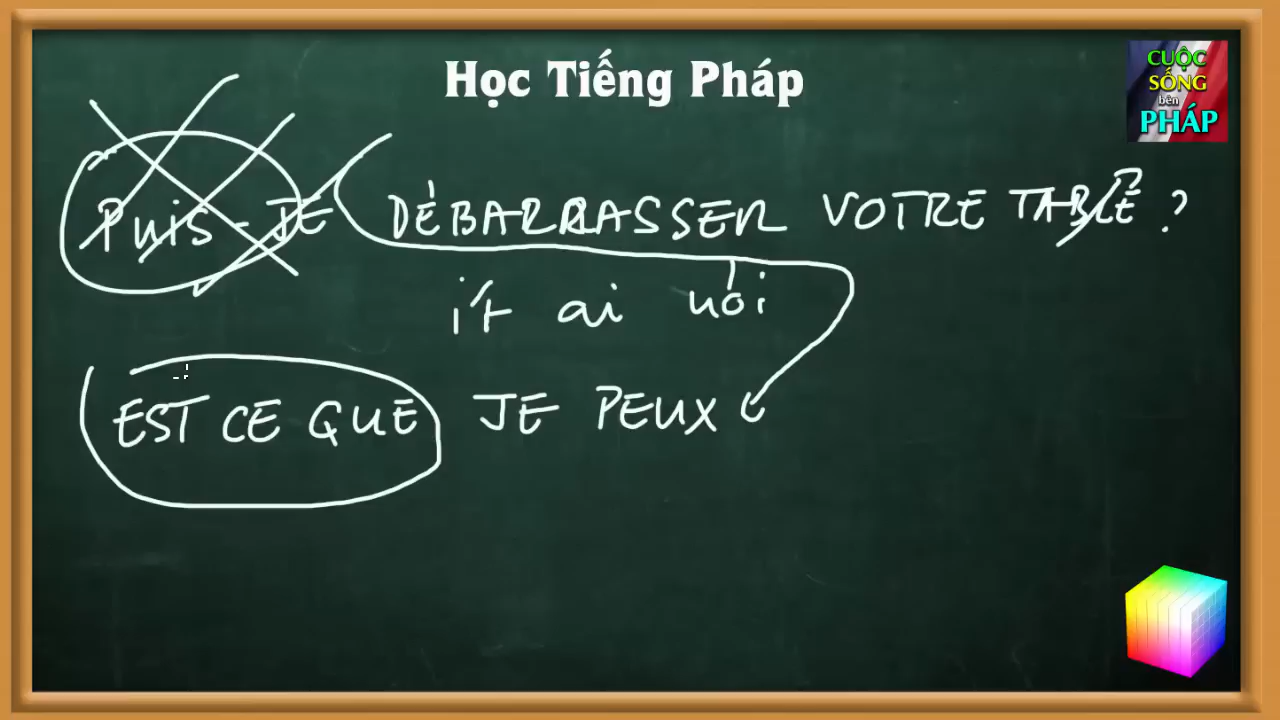 Học Tiếng Pháp
CUỘC
SỐNG
bên
PHÁP
PUIS-JE DÉBARRASSER VOTRE TABLE ?
ít ai nói
EST CE QUE JE PEUX